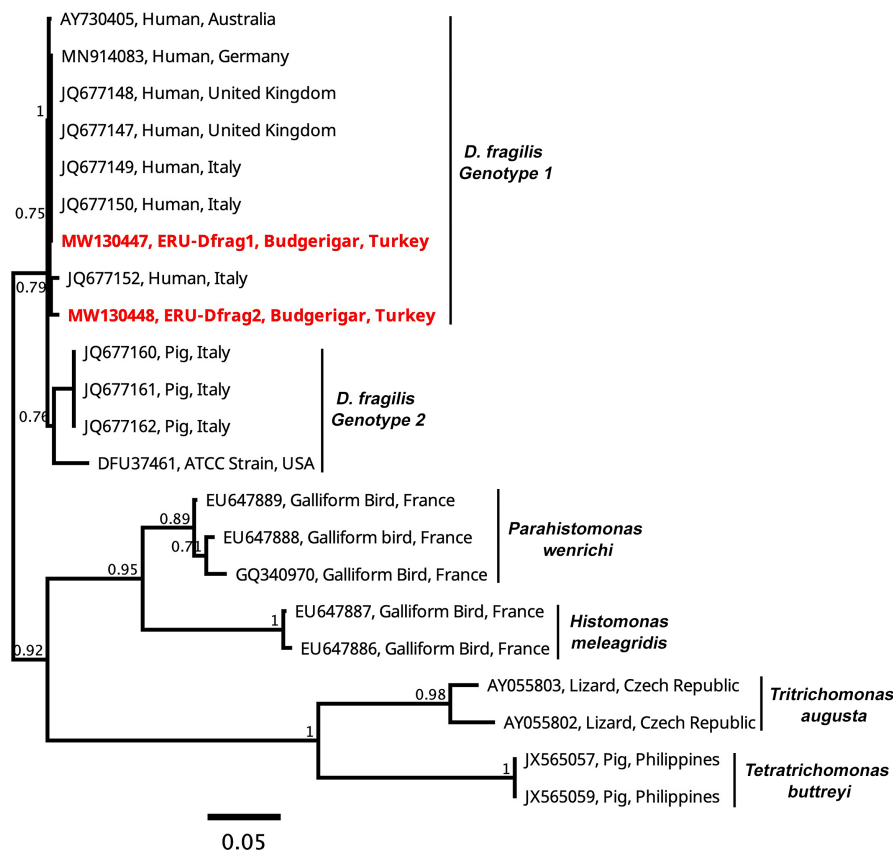 AY730405, Human, Australia
MN914083, Human, Germany
1
JQ677148, Human, United Kingdom
JQ677147, Human, United Kingdom
D. fragilis
Genotype 1
JQ677149, Human, Italy
JQ677150, Human, Italy
0.75
MW130447, ERU-Dfrag1, Budgerigar, Turkey
JQ677152, Human, Italy
0.79
MW130448, ERU-Dfrag2, Budgerigar, Turkey
JQ677160, Pig, Italy
JQ677161, Pig, Italy
D. fragilis
Genotype 2
0.76
JQ677162, Pig, Italy
DFU37461, ATCC Strain, USA
EU647889, Galliform Bird, France
0.89
EU647888, Galliform bird, France
Parahistomonas
wenrichi
0.71
GQ340970, Galliform Bird, France
0.95
EU647887, Galliform Bird, France
1
Histomonas
meleagridis
EU647886, Galliform Bird, France
0.92
AY055803, Lizard, Czech Republic
0.98
Tritrichomonas
augusta
AY055802, Lizard, Czech Republic
1
JX565057, Pig, Philippines
1
Tetratrichomonas
buttreyi
JX565059, Pig, Philippines
0.05